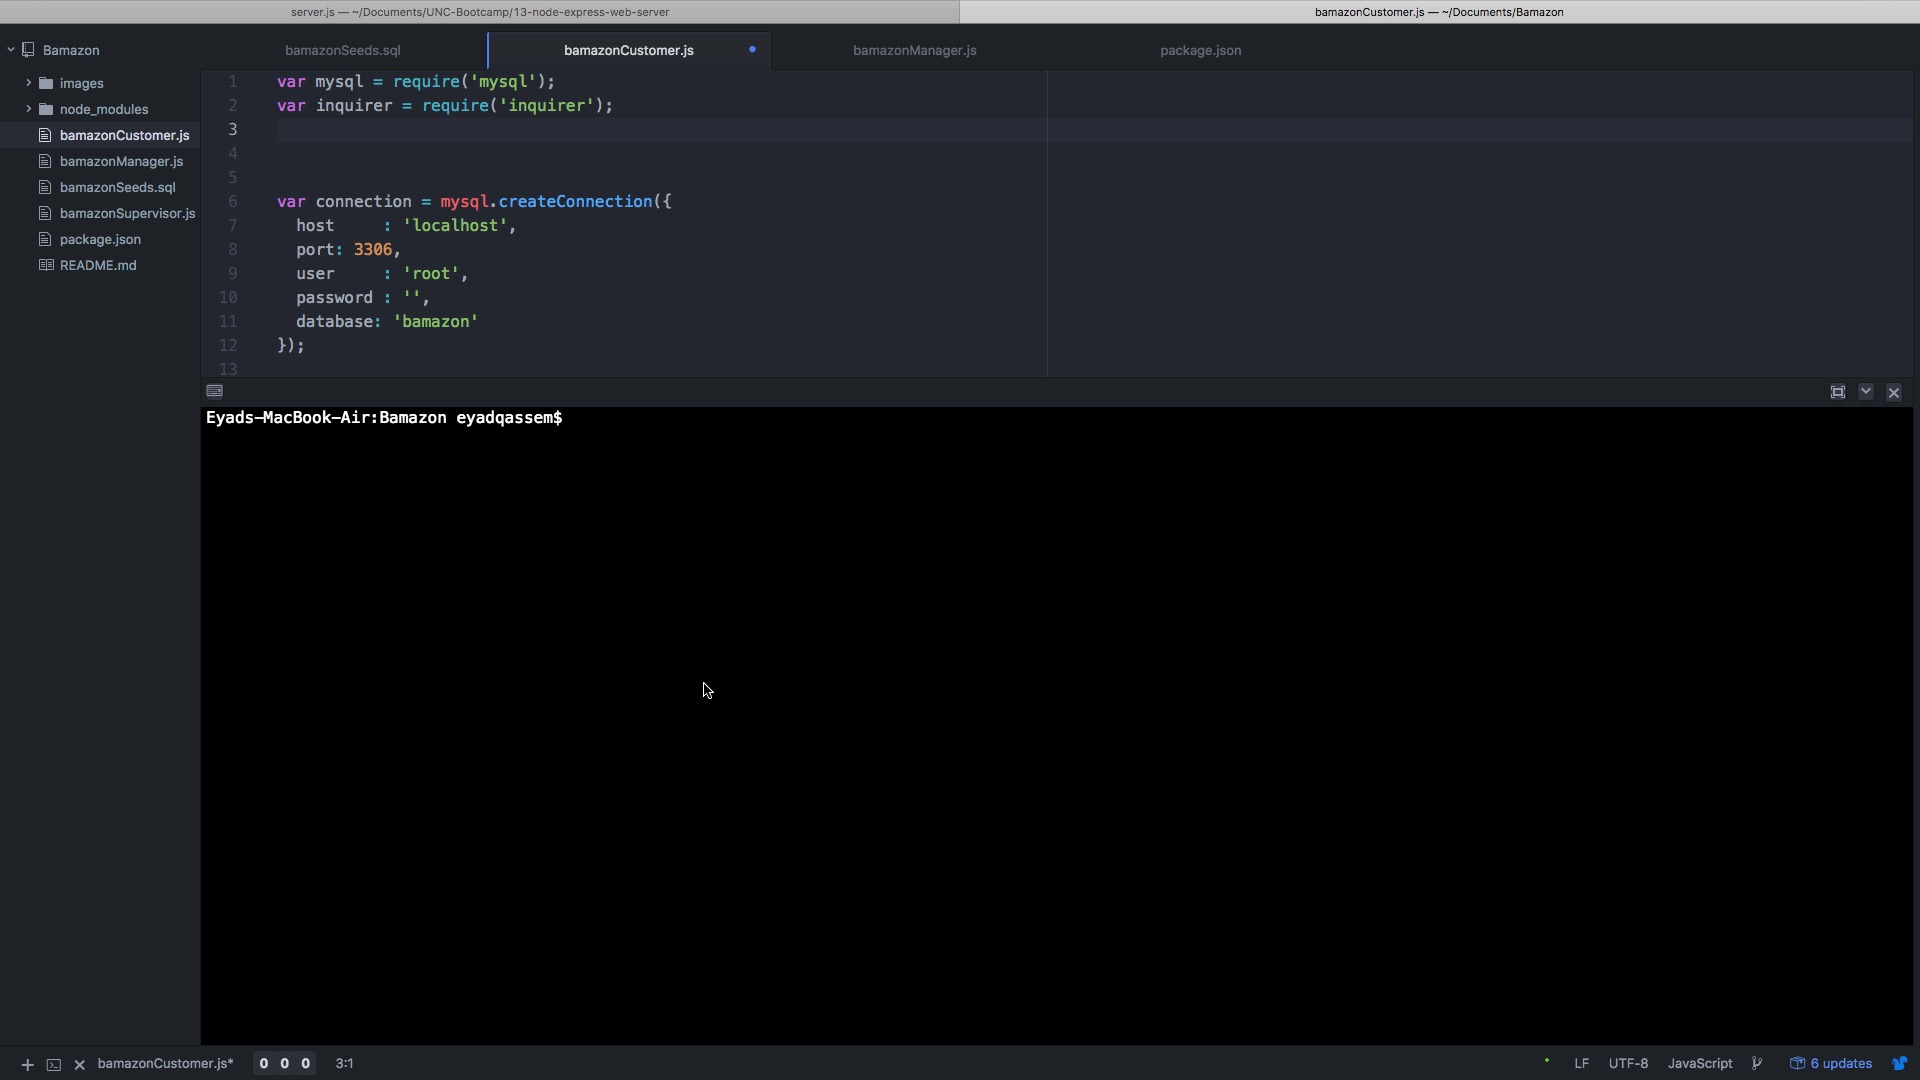 server.js — ~/Documents/UNC-Bootcamp/13-node-express-web-server
bamazonCustomer.js — ~/Documents/Bamazon
Bamazon
images
node_modules
bamazonCustomer.js
bamazonManager.js
bamazonSeeds.sql
bamazonSupervisor.js
package.json
README.md
bamazonSeeds.sql
bamazonCustomer.js
bamazonManager.js
package.json
1 var mysql = require('mysql');
2 var inquirer = require('inquirer');
3
4
5
6 var connection = mysql.createConnection({
7 host     : 'localhost',
8 port: 3306,
9 user     : 'root',
10 password : '',
11 database: 'bamazon'
12 });
13
Eyads-MacBook-Air:Bamazon eyadqassem$
bamazonCustomer.js* 0 0 0 3:1
LF UTF-8 JavaScript 6 updates